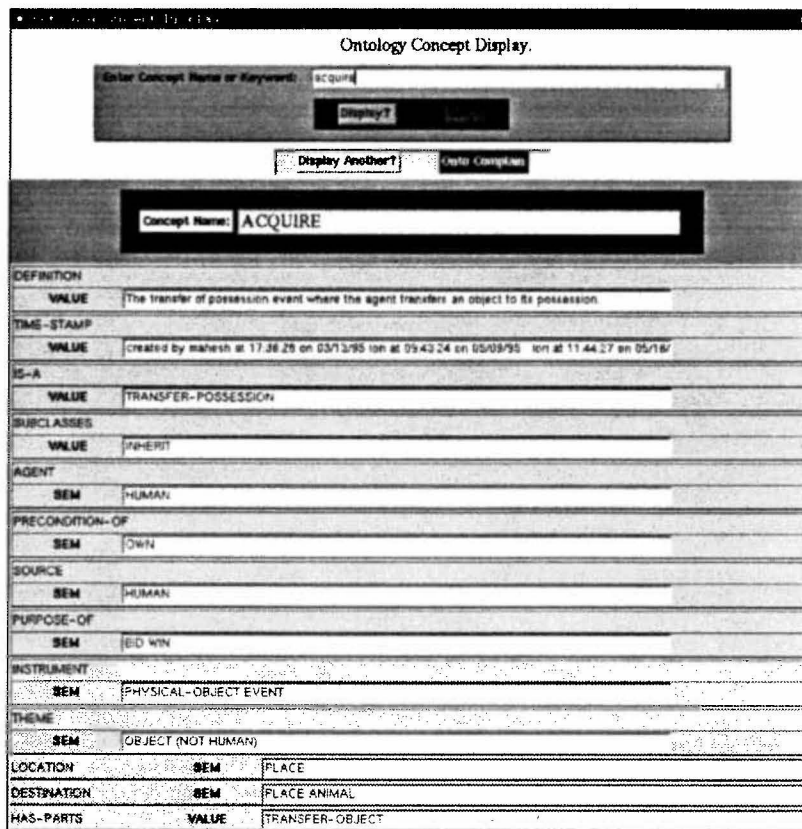 Ontology Concept Display.
Enter Concept Name or Keyword: acquire
Display?
Display Another? Onto Complain
Concept Name: ACQUIRE
DEFINITION
VALUE The transfer of possession event where the agent transfers an object to its possession.
TIME-STAMP
VALUE created by mahesh at 17:38:28 on 03/13/95 lon at 09:43:24 on 05/09/95 lon at 11:44:27 on 05/18/
IS-A
VALUE TRANSFER-POSSESSION
SUBCLASSES
VALUE INHERIT
AGENT
SEM HUMAN
PRECONDITION-OF
SEM OWN
SOURCE
SEM HUMAN
PURPOSE-OF
SEM BID WIN
INSTRUMENT
SEM PHYSICAL-OBJECT EVENT
THEME
SEM OBJECT (NOT HUMAN)
LOCATION SEM PLACE
DESTINATION SEM PLACE ANIMAL
HAS-PARTS VALUE TRANSFER-OBJECT